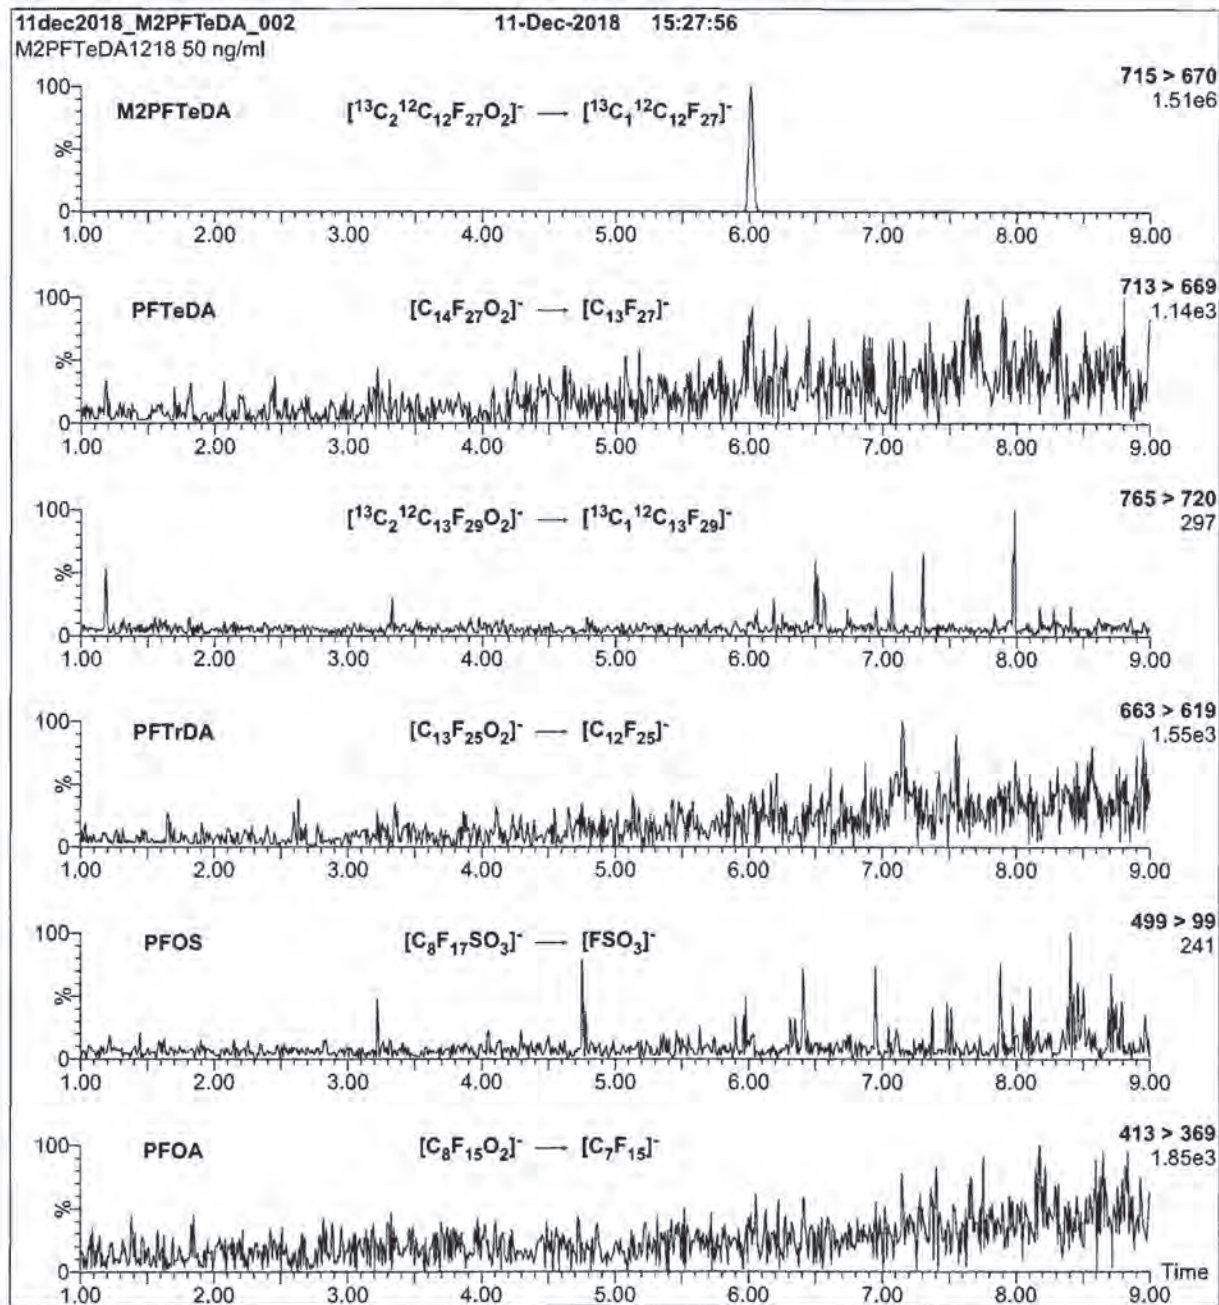 11dec2018_M2PFTeDA_002 11-Dec-2018 15:27:56
M2PFTeDA1218 50 ng/ml
715 > 670
1.51e6
100
M2PFTeDA [¹³C₂¹²C₁₂F₂₇O₂]⁻ → [¹³C₁¹²C₁₂F₂₇]⁻
%
0
1.00 2.00 3.00 4.00 5.00 6.00 7.00 8.00 9.00
713 > 669
1.14e3
100
PFTeDA [C₁₄F₂₇O₂]⁻ → [C₁₃F₂₇]⁻
%
0
1.00 2.00 3.00 4.00 5.00 6.00 7.00 8.00 9.00
765 > 720
297
100
[¹³C₂¹²C₁₃F₂₉O₂]⁻ → [¹³C₁¹²C₁₃F₂₉]⁻
%
0
1.00 2.00 3.00 4.00 5.00 6.00 7.00 8.00 9.00
663 > 619
1.55e3
100
PFTrDA [C₁₃F₂₅O₂]⁻ → [C₁₂F₂₅]⁻
%
0
1.00 2.00 3.00 4.00 5.00 6.00 7.00 8.00 9.00
499 > 99
241
100
PFOS [C₈F₁₇SO₃]⁻ → [FSO₃]⁻
%
0
1.00 2.00 3.00 4.00 5.00 6.00 7.00 8.00 9.00
413 > 369
1.85e3
100
PFOA [C₈F₁₅O₂]⁻ → [C₇F₁₅]⁻
%
0 Time
1.00 2.00 3.00 4.00 5.00 6.00 7.00 8.00 9.00